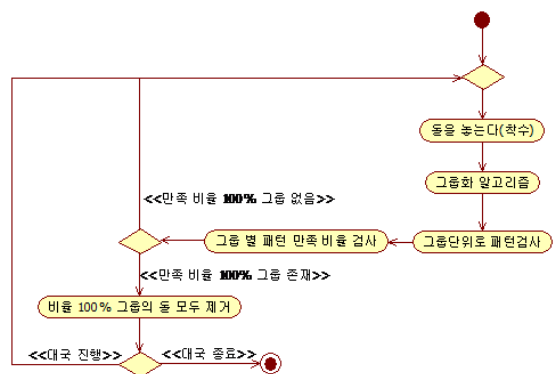 돌을 놓는다(착수)
그룹화 알고리즘
<<만족 비율 100% 그룹 없음>>
그룹 별 패턴 만족 비율 검사
그룹단위로 패턴검사
<<만족 비율 100% 그룹 존재>>
비율 100% 그룹의 돌 모두 제거
<<대국 진행>>
<<대국 종료>>